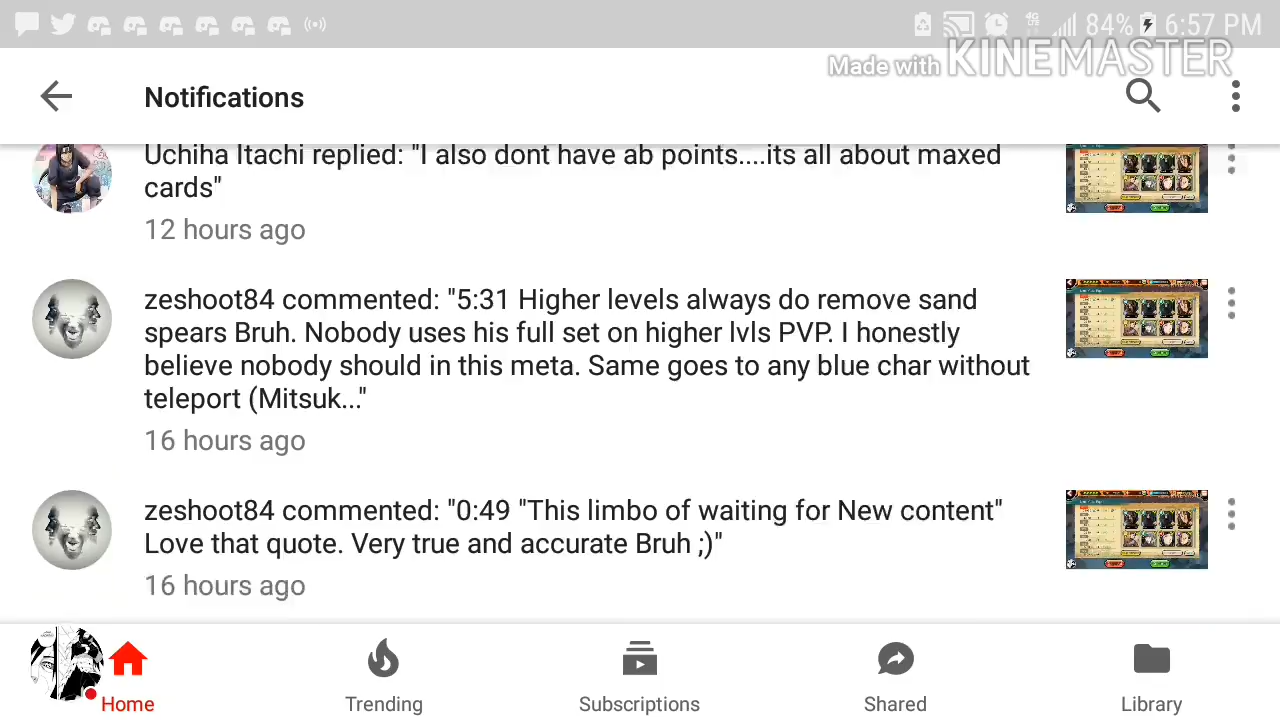 84% 6:57 PM
Made with KINEMASTER
Notifications
Uchiha Itachi replied: "I also dont have ab points....its all about maxed
cards"
12 hours ago
zeshoot84 commented: "5:31 Higher levels always do remove sand
spears Bruh. Nobody uses his full set on higher lvls PVP. I honestly
believe nobody should in this meta. Same goes to any blue char without
teleport (Mitsuk..."
16 hours ago
zeshoot84 commented: "0:49 "This limbo of waiting for New content"
Love that quote. Very true and accurate Bruh ;)"
16 hours ago
Home Trending Subscriptions Shared Library